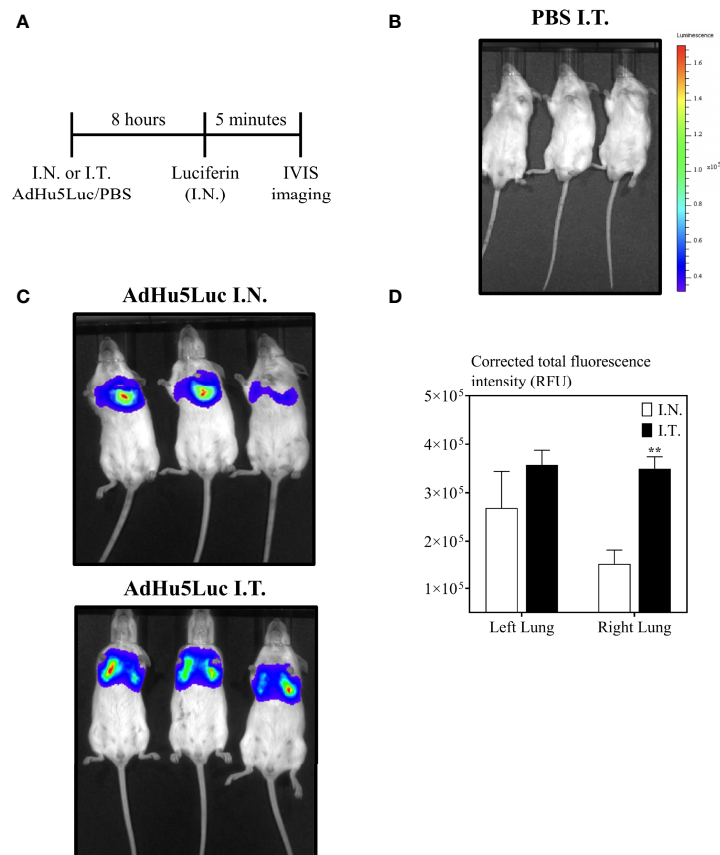 A
8 hours
5 minutes
I.N. or I.T.
AdHu5Luc/PBS
Luciferin
(I.N.)
IVIS
imaging
B
PBS I.T.
Luminescence
1.6
1.4
1.2
1.0
x10⁵
0.8
0.6
0.4
C
AdHu5Luc I.N.
AdHu5Luc I.T.
D
Corrected total fluorescence
intensity (RFU)
5×10⁵
4×10⁵
3×10⁵
2×10⁵
1×10⁵
I.N.
I.T.
**
Left Lung
Right Lung